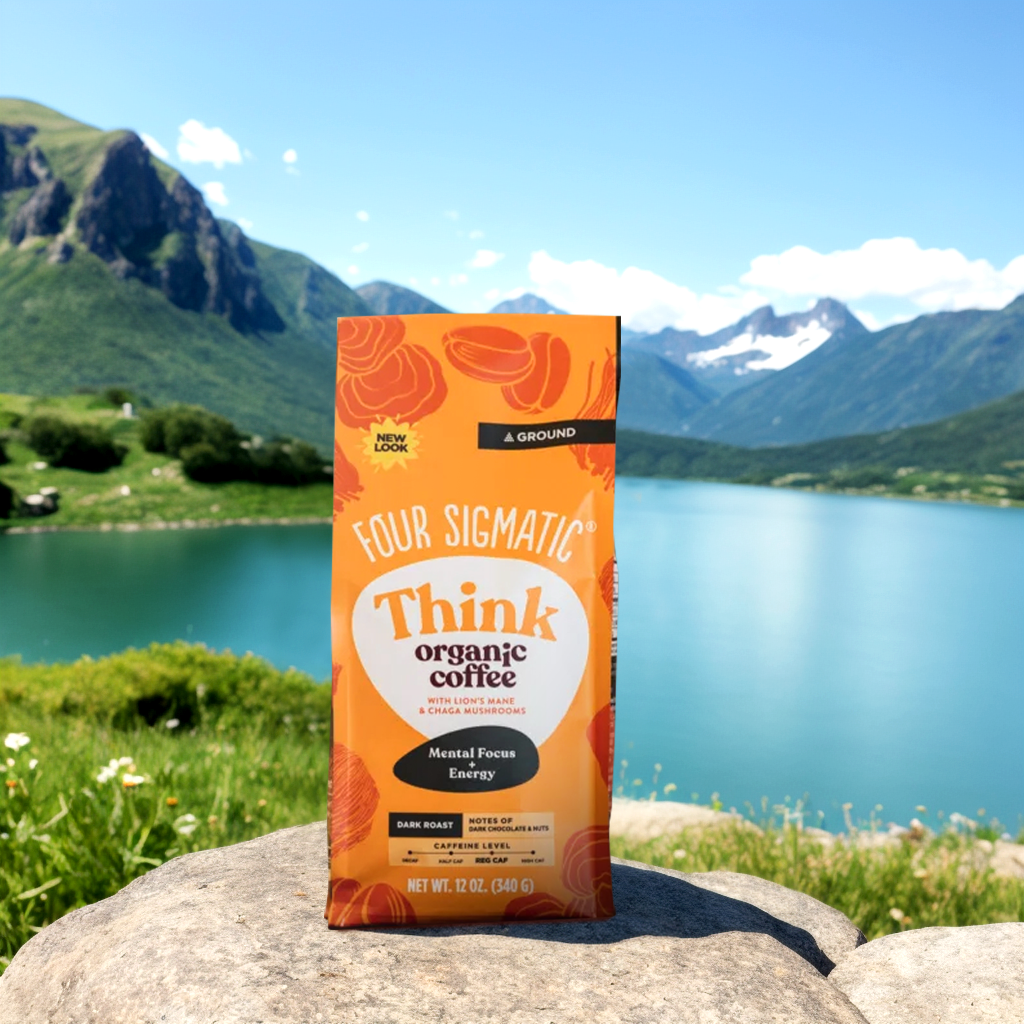 NEW
LOOK
GROUND
FOUR SIGMATIC®
Think
organic
coffee
WITH LION'S MANE
& CHAGA MUSHROOMS
Mental Focus
+
Energy
DARK ROAST
NOTES OF
DARK CHOCOLATE & NUTS
CAFFEINE LEVEL
DECAF HALF CAF REG CAF HIGH CAF
NET WT. 12 OZ. (340 G)